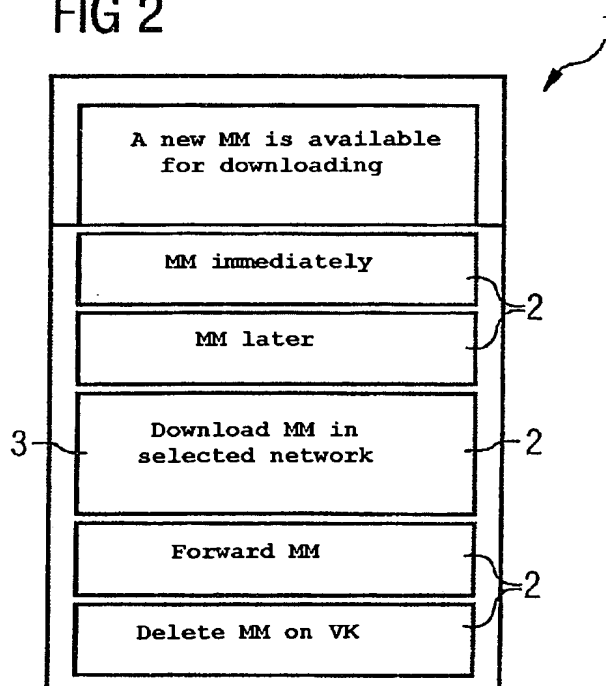 FIG 2
A new MM is available
for downloading
MM immediately
2
MM later
3
Download MM in
selected network
2
Forward MM
2
Delete MM on VK